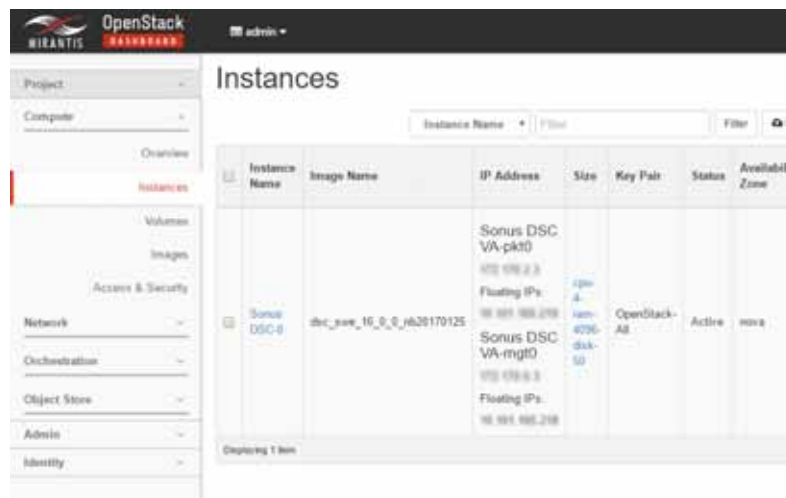 MIRANTIS
OpenStack
DASHBOARD
admin
Project
Compute
Overview
Instances
Volumes
Images
Access & Security
Network
Orchestration
Object Store
Admin
Identity
Instances
Instance Name
Filter
Filter
Instance Name
Image Name
IP Address
Size
Key Pair
Status
Availabil
Zone
Sonus
DSC-8
dsc_swe_16_0_0_nb20170125
Sonus DSC
VA-pkt0
Floating IPs:
Sonus DSC
VA-mgt0
Floating IPs:
cpu-
4-
ram-
4096-
disk-
50
OpenStack-
All
Active
nova
Displaying 1 item